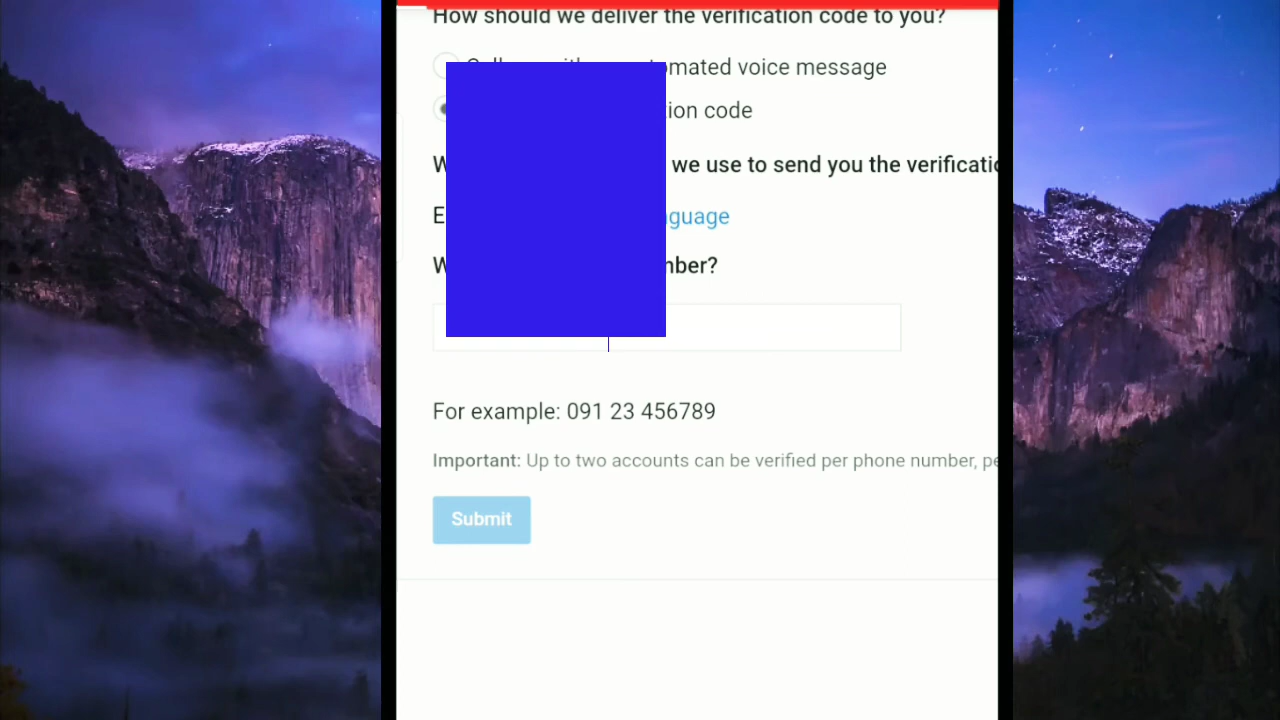 How should we deliver the verification code to you?
omated voice message
ion code
we use to send you the verificatio
guage
nber?
For example: 091 23 456789
Important: Up to two accounts can be verified per phone number, pe
Submit